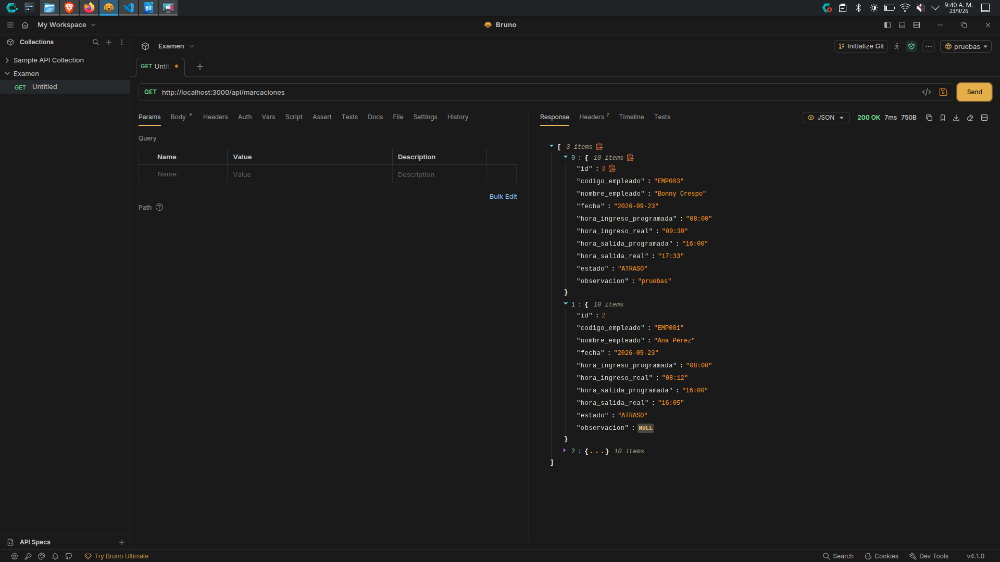 9:40 A. M.
23/9/26
My Workspace
Bruno
Collections
Examen
Initialize Git
pruebas
Sample API Collection
Examen
GET Untitled
GET Untit
GET http://localhost:3000/api/marcaciones
Send
Params Body Headers Auth Vars Script Assert Tests Docs File Settings History
Query
Name Value Description
Name Value Description
Bulk Edit
Path ?
Response Headers 7 Timeline Tests
JSON 200 OK 7ms 750B
[ 3 items
0 : { 10 items
"id" : 3
"codigo_empleado" : "EMP003"
"nombre_empleado" : "Bonny Crespo"
"fecha" : "2026-09-23"
"hora_ingreso_programada" : "08:00"
"hora_ingreso_real" : "09:30"
"hora_salida_programada" : "16:00"
"hora_salida_real" : "17:33"
"estado" : "ATRASO"
"observacion" : "pruebas"
}
1 : { 10 items
"id" : 2
"codigo_empleado" : "EMP001"
"nombre_empleado" : "Ana Pérez"
"fecha" : "2026-09-23"
"hora_ingreso_programada" : "08:00"
"hora_ingreso_real" : "08:12"
"hora_salida_programada" : "16:00"
"hora_salida_real" : "16:05"
"estado" : "ATRASO"
"observacion" : NULL
}
2 : {...} 10 items
]
API Specs
Try Bruno Ultimate
Search Cookies Dev Tools v4.1.0